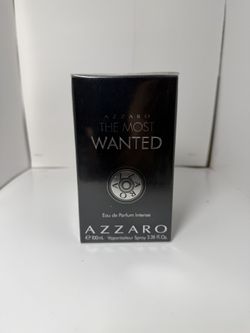 AZZARO
THE MOST
WANTED
Eau de Parfum Intense
AZZARO
e 100ml Vaporisateur Spray 3.38 Fl. Oz